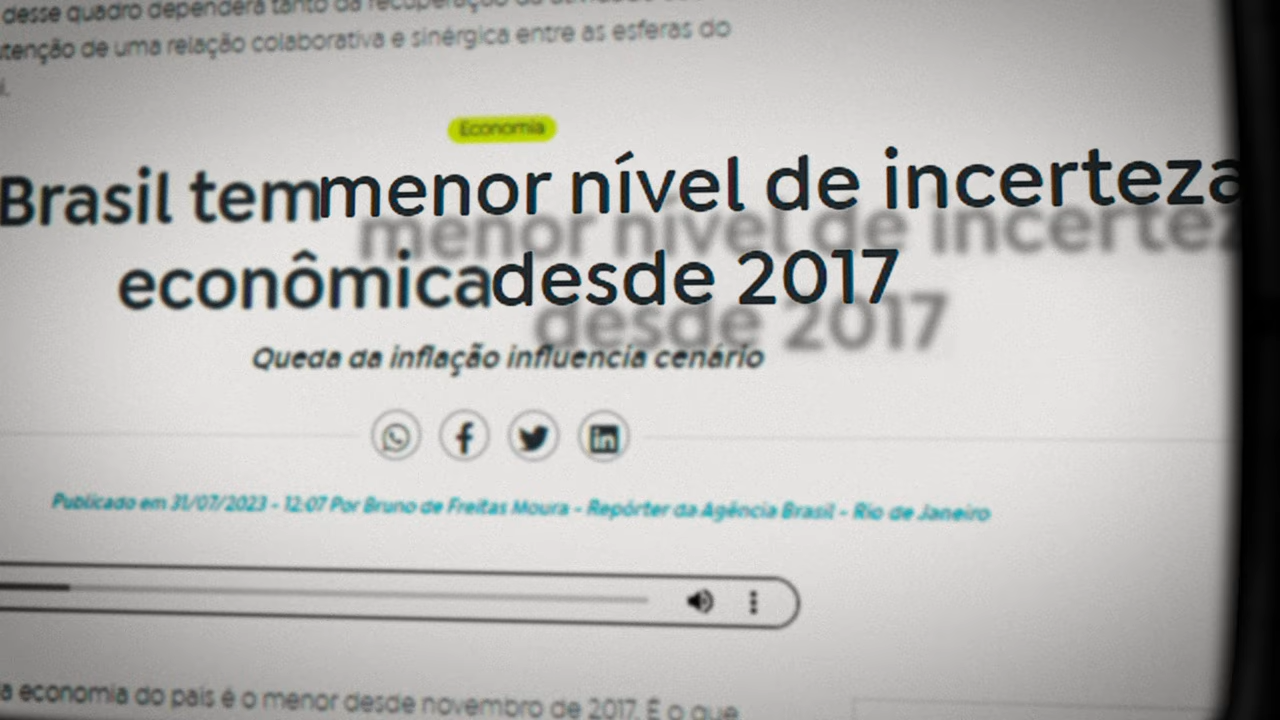 desse quadro dependerá tanto da recuperação da
tenção de uma relação colaborativa e sinérgica entre as esferas do
Economia
Brasil tem menor nível de incerteza
econômica desde 2017
Queda da inflação influencia cenário
Publicado em 31/07/2023 - 12:07 Por Bruno de Freitas Moura - Repórter da Agência Brasil - Rio de Janeiro
a economia do país é o menor desde novembro de 2017. É o que